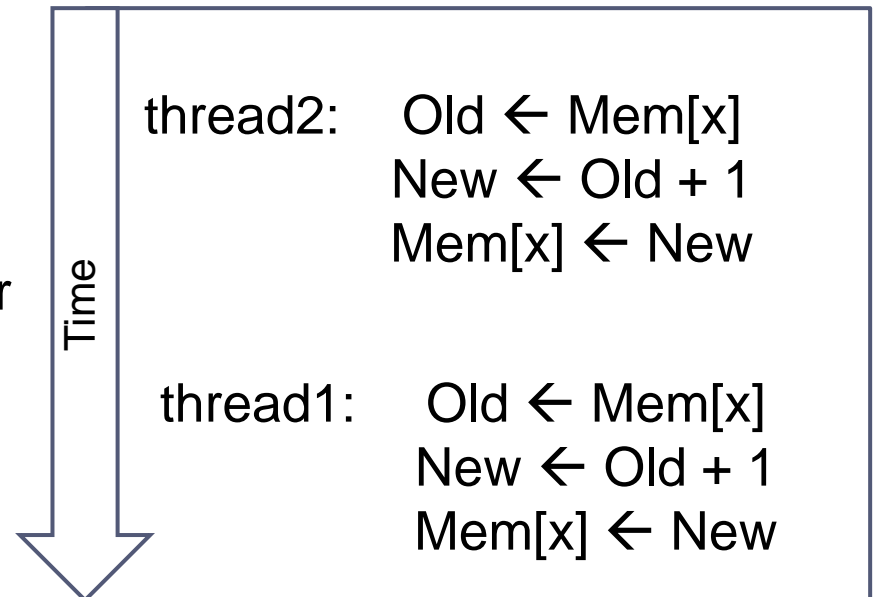 thread2: Old ← Mem[x]
New ← Old + 1
Mem[x] ← New
r
Time
thread1: Old ← Mem[x]
New ← Old + 1
Mem[x] ← New